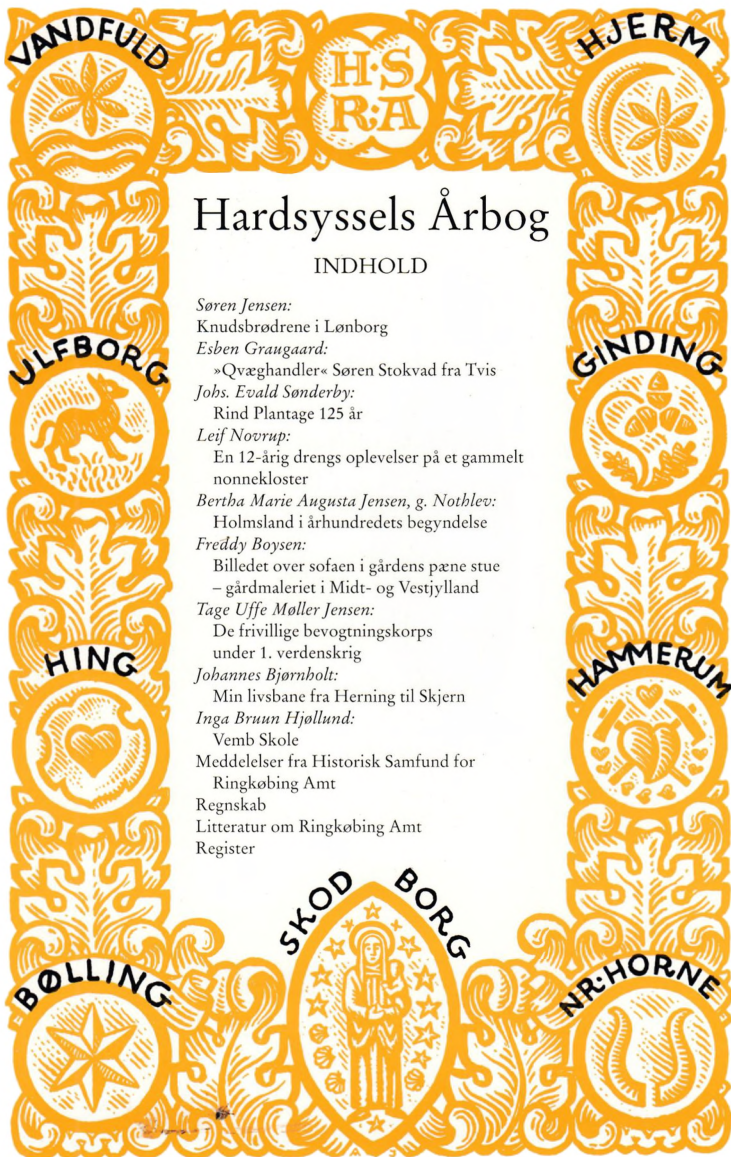 VANDFULD
H·S
R·A
HJERM
Hardsyssels Årbog
INDHOLD
Søren Jensen:
Knudsbrødrene i Lønborg
Esben Graugaard:
»Qvæghandler« Søren Stokvad fra Tvis
Johs. Evald Sønderby:
Rind Plantage 125 år
Leif Novrup:
En 12-årig drengs oplevelser på et gammelt
nonnekloster
Bertha Marie Augusta Jensen, g. Nothlev:
Holmsland i århundredets begyndelse
Freddy Boysen:
Billedet over sofaen i gårdens pæne stue
– gårdmaleriet i Midt- og Vestjylland
Tage Uffe Møller Jensen:
De frivillige bevogtningskorps
under 1. verdenskrig
Johannes Bjørnholt:
Min livsbane fra Herning til Skjern
Inga Bruun Hjøllund:
Vemb Skole
Meddelelser fra Historisk Samfund for
Ringkøbing Amt
Regnskab
Litteratur om Ringkøbing Amt
Register
ULFBORG
GINDING
HING
HAMMERUM
SKODBORG
BØLLING
NR·HORNE
A J